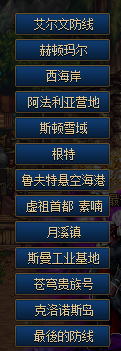 艾尔文防线
赫顿玛尔
西海岸
阿法利亚营地
斯顿雪域
根特
鲁夫特悬空海港
虚祖首都 素喃
月溪镇
斯曼工业基地
苍穹贵族号
克洛诺斯岛
最後的防线